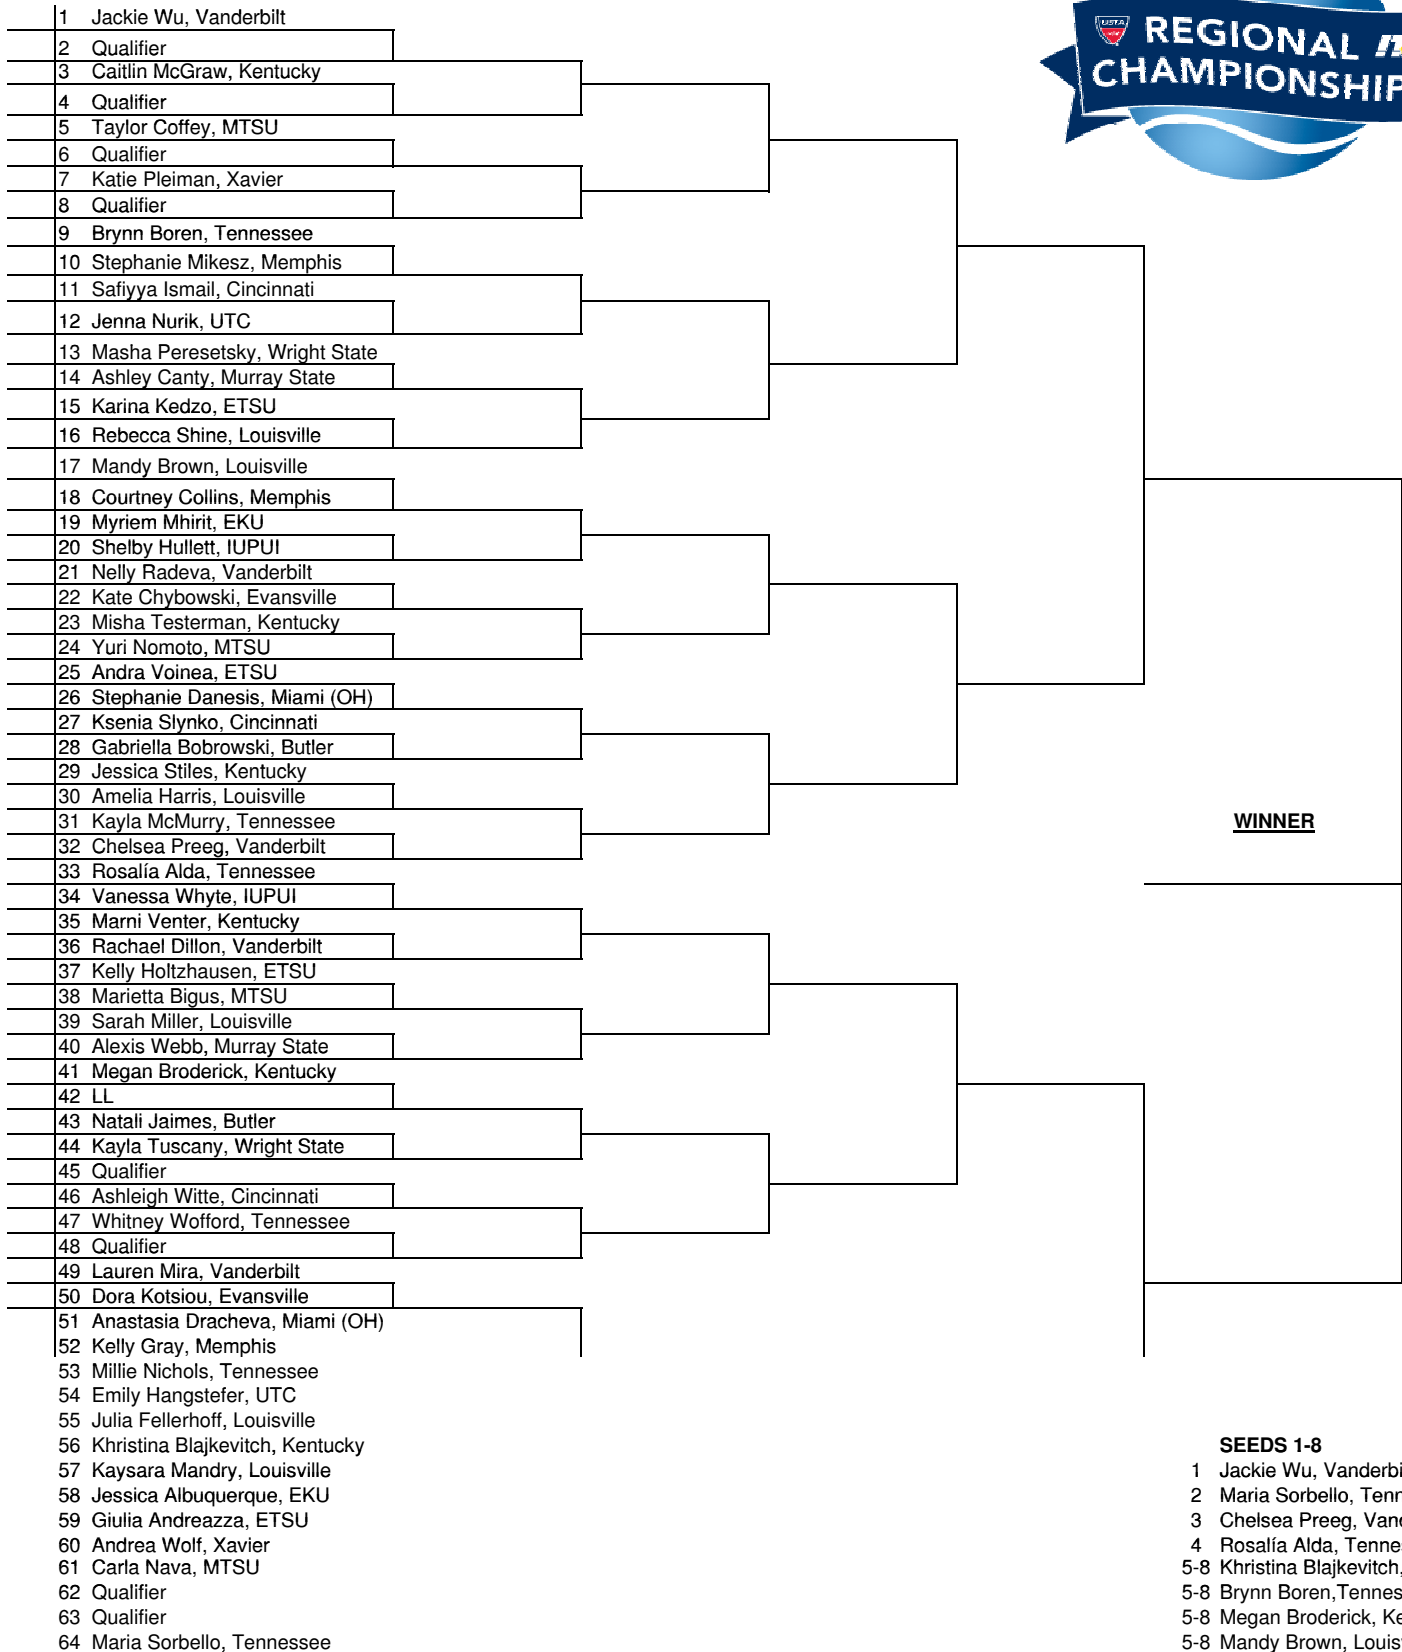 USTA
REGIONAL
CHAMPIONSHIP
1 Jackie Wu, Vanderbilt
2 Qualifier
3 Caitlin McGraw, Kentucky
4 Qualifier
5 Taylor Coffey, MTSU
6 Qualifier
7 Katie Pleiman, Xavier
8 Qualifier
9 Brynn Boren, Tennessee
10 Stephanie Mikesz, Memphis
11 Safiyya Ismail, Cincinnati
12 Jenna Nurik, UTC
13 Masha Peresetsky, Wright State
14 Ashley Canty, Murray State
15 Karina Kedzo, ETSU
16 Rebecca Shine, Louisville
17 Mandy Brown, Louisville
18 Courtney Collins, Memphis
19 Myriem Mhirit, EKU
20 Shelby Hullett, IUPUI
21 Nelly Radeva, Vanderbilt
22 Kate Chybowski, Evansville
23 Misha Testerman, Kentucky
24 Yuri Nomoto, MTSU
25 Andra Voinea, ETSU
26 Stephanie Danesis, Miami (OH)
27 Ksenia Slynko, Cincinnati
28 Gabriella Bobrowski, Butler
29 Jessica Stiles, Kentucky
30 Amelia Harris, Louisville
31 Kayla McMurry, Tennessee
32 Chelsea Preeg, Vanderbilt
33 Rosalía Alda, Tennessee
34 Vanessa Whyte, IUPUI
35 Marni Venter, Kentucky
36 Rachael Dillon, Vanderbilt
37 Kelly Holtzhausen, ETSU
38 Marietta Bigus, MTSU
39 Sarah Miller, Louisville
40 Alexis Webb, Murray State
41 Megan Broderick, Kentucky
42 LL
43 Natali Jaimes, Butler
44 Kayla Tuscany, Wright State
45 Qualifier
46 Ashleigh Witte, Cincinnati
47 Whitney Wofford, Tennessee
48 Qualifier
49 Lauren Mira, Vanderbilt
50 Dora Kotsiou, Evansville
51 Anastasia Dracheva, Miami (OH)
52 Kelly Gray, Memphis
53 Millie Nichols, Tennessee
54 Emily Hangstefer, UTC
55 Julia Fellerhoff, Louisville
56 Khristina Blajkevitch, Kentucky
57 Kaysara Mandry, Louisville
58 Jessica Albuquerque, EKU
59 Giulia Andreazza, ETSU
60 Andrea Wolf, Xavier
61 Carla Nava, MTSU
62 Qualifier
63 Qualifier
64 Maria Sorbello, Tennessee
WINNER
SEEDS 1-8
1 Jackie Wu, Vanderbi
2 Maria Sorbello, Tenn
3 Chelsea Preeg, Vand
4 Rosalía Alda, Tenne
5-8 Khristina Blajkevitch,
5-8 Brynn Boren,Tennes
5-8 Megan Broderick, Ke
5-8 Mandy Brown, Louis